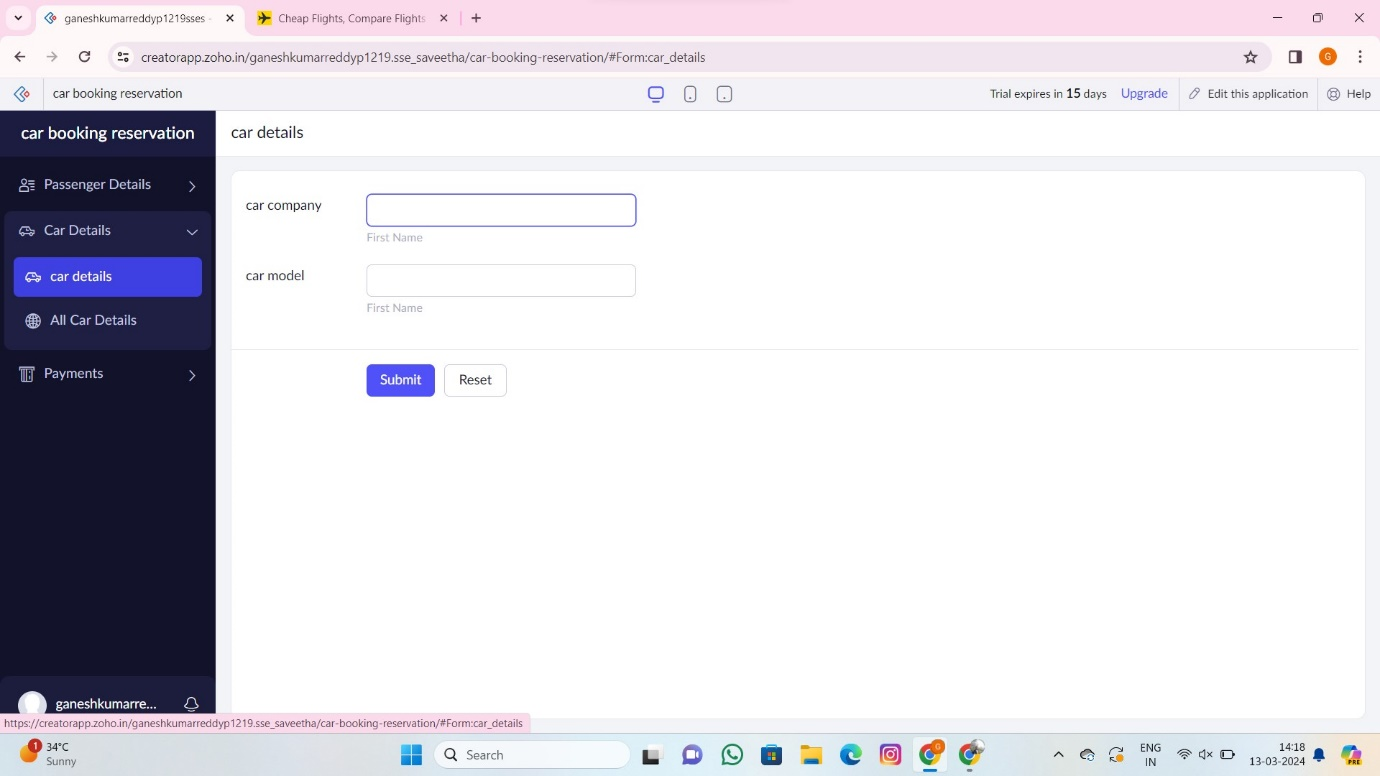 ganeshkumarreddyp1219sses -
Cheap Flights, Compare Flights
creatorapp.zoho.in/ganeshkumarreddyp1219.sse_saveetha/car-booking-reservation/#Form:car_details
G
car booking reservation
Trial expires in 15 days
Upgrade
Edit this application
Help
car booking reservation
car details
Passenger Details
Car Details
car details
All Car Details
Payments
car company
First Name
car model
First Name
Submit
Reset
ganeshkumarre...
https://creatorapp.zoho.in/ganeshkumarreddyp1219.sse_saveetha/car-booking-reservation/#Form:car_details
1
34°C
Sunny
Search
G
ENG
IN
14:18
13-03-2024
PRE